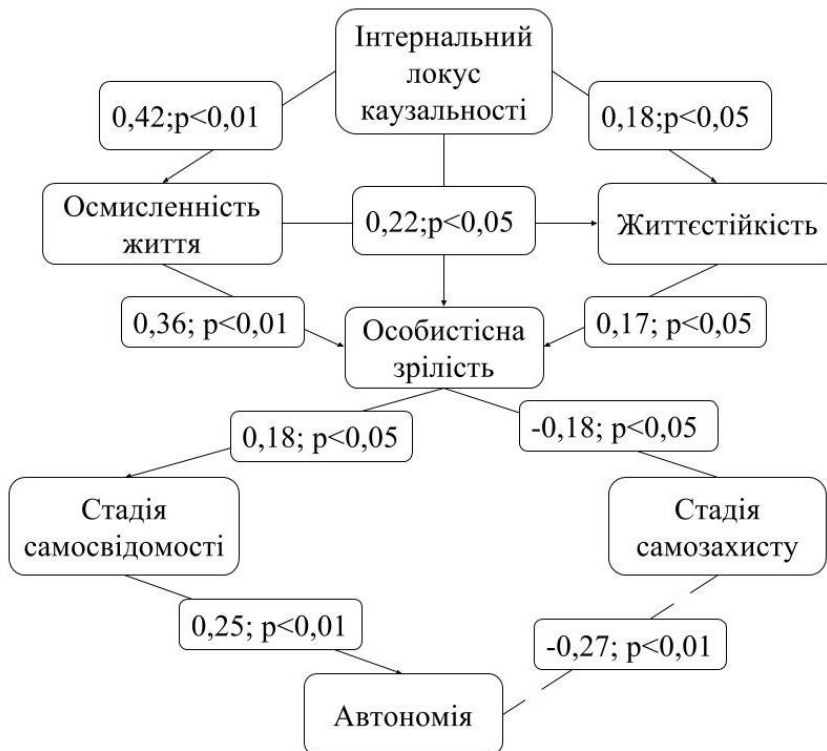 Інтернальний
локус
каузальності
0,42;p<0,01
0,18;p<0,05
Осмисленність
життя
0,22;p<0,05
Життєстійкість
0,36; p<0,01
Особистісна
зрілість
0,17; p<0,05
0,18; p<0,05
-0,18; p<0,05
Стадія
самосвідомості
Стадія
самозахисту
0,25; p<0,01
-0,27; p<0,01
Автономія